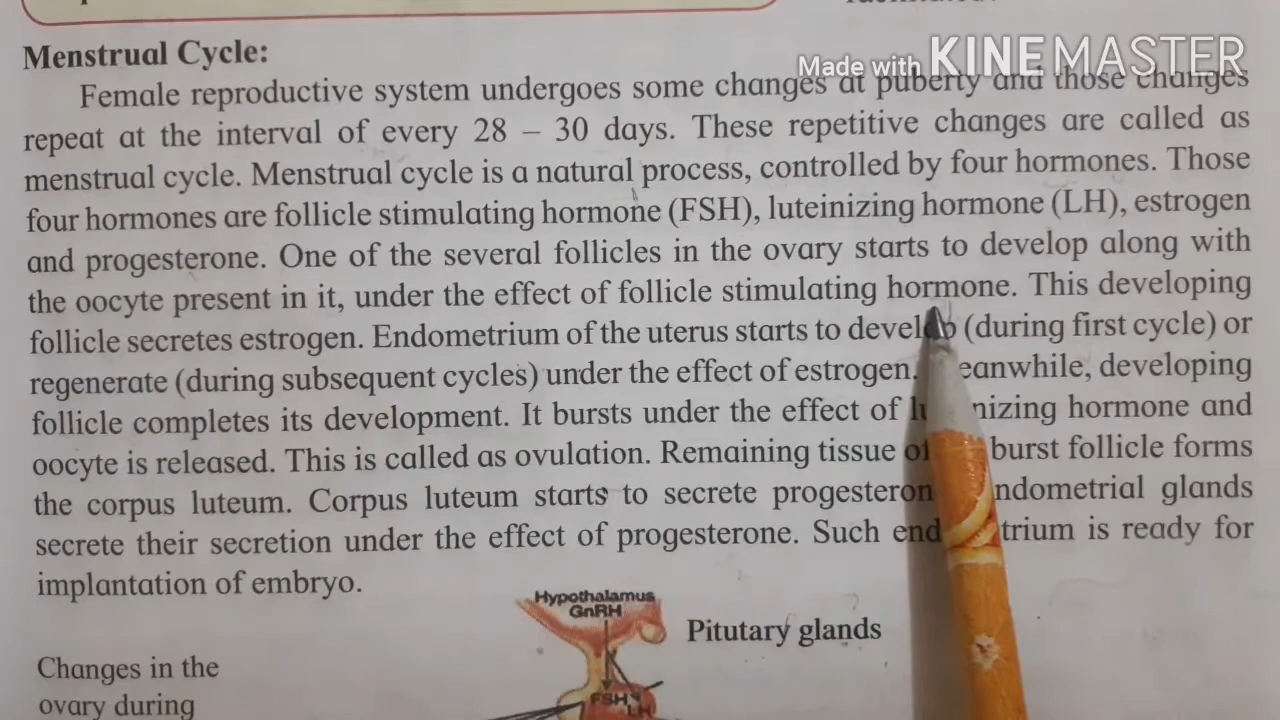 Menstrual Cycle:
Made with KINEMASTER
Female reproductive system undergoes some changes at puberty and those changes
repeat at the interval of every 28 – 30 days. These repetitive changes are called as
menstrual cycle. Menstrual cycle is a natural process, controlled by four hormones. Those
four hormones are follicle stimulating hormone (FSH), luteinizing hormone (LH), estrogen
and progesterone. One of the several follicles in the ovary starts to develop along with
the oocyte present in it, under the effect of follicle stimulating hormone. This developing
follicle secretes estrogen. Endometrium of the uterus starts to develop (during first cycle) or
regenerate (during subsequent cycles) under the effect of estrogen. eanwhile, developing
follicle completes its development. It bursts under the effect of lu nizing hormone and
oocyte is released. This is called as ovulation. Remaining tissue of burst follicle forms
the corpus luteum. Corpus luteum starts to secrete progesteron ndometrial glands
secrete their secretion under the effect of progesterone. Such end trium is ready for
implantation of embryo.
Hypothalamus
GnRH
Pitutary glands
Changes in the
ovary during
FSH
LH